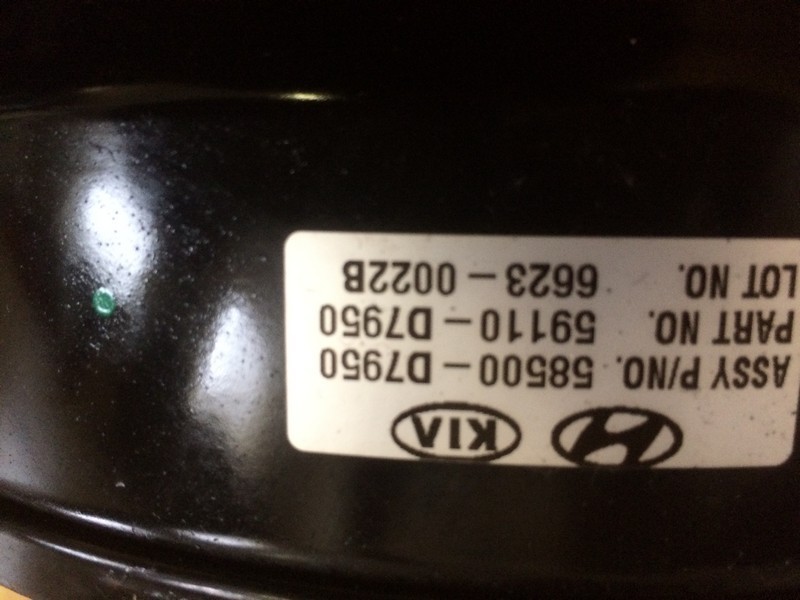 KIA
ASSY P/NO. 58500-D7950
PART NO. 59110-D7950
LOT NO. 6623-0022B